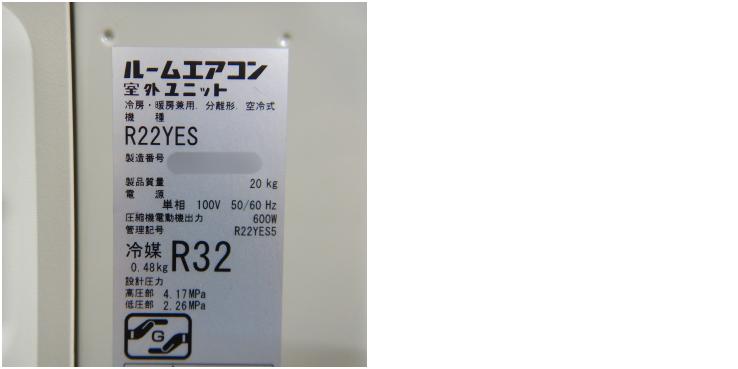 ルームエアコン
室外ユニット
冷房・暖房兼用. 分離形. 空冷式
機 種
R22YES
製造番号
製品質量 20 kg
電 源
単相 100V 50/60 Hz
圧縮機電動機出力 600W
管理記号 R22YES5
冷媒 R32
0.48kg
設計圧力
高圧部 4.17MPa
低圧部 2.26MPa
G